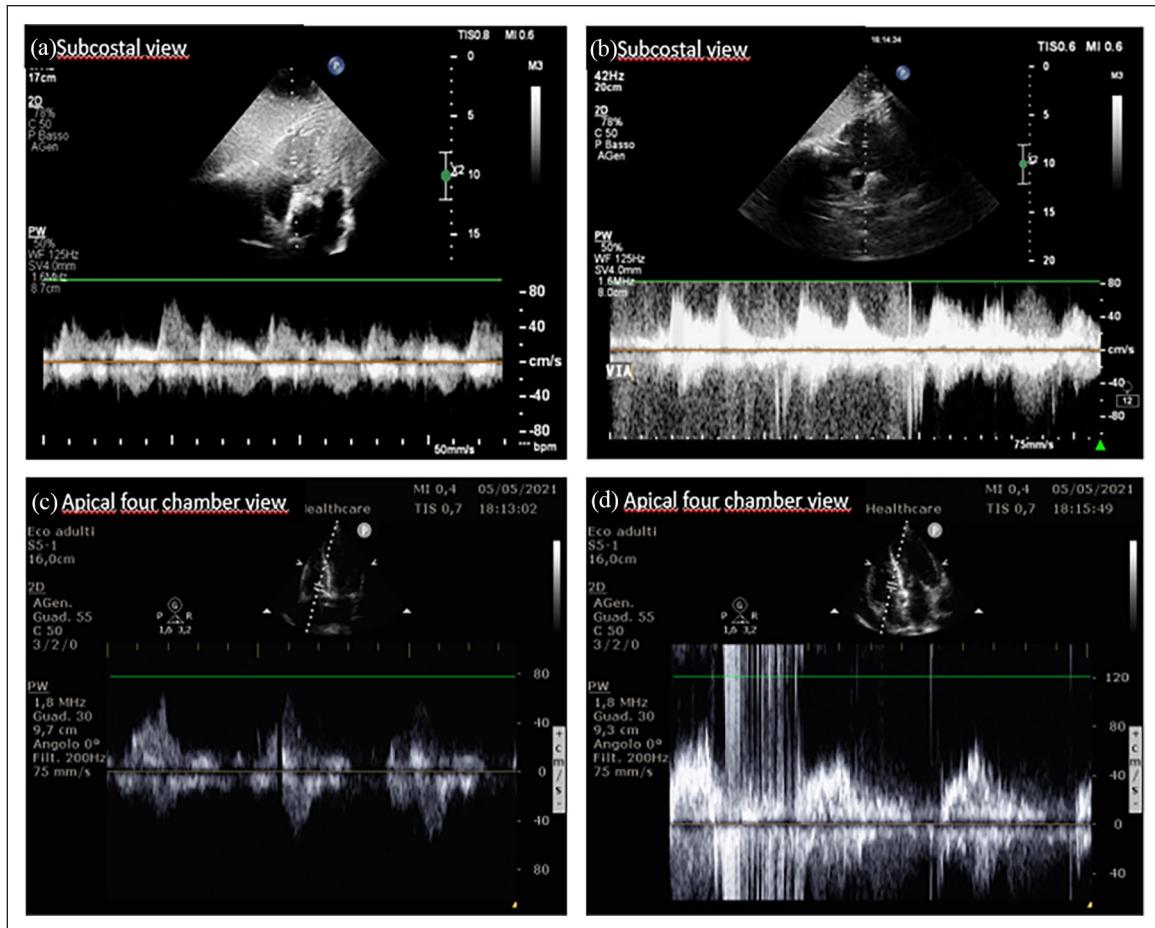 (a) Subcostal view
TIS0.8 MI 0.6
17cm
2D
78%
C 50
P Basso
AGen
M3
0
5
10
15
PW
50%
WF 125Hz
SV4.0mm
1.6MHz
8.7cm
80
40
cm/s
-40
-80
bpm
50mm/s
(b) Subcostal view
16:14:34
TIS0.6 MI 0.6
42Hz
20cm
2D
78%
C 50
P Basso
AGen
M3
0
5
10
15
20
PW
50%
WF 125Hz
SV4.0mm
1.6MHz
8.0cm
80
40
cm/s
-40
-80
VIA
12
75mm/s
(c) Apical four chamber view
ealthcare
MI 0,4 05/05/2021
TIS 0,7 18:13:02
Eco adulti
S5-1
16,0cm
2D
AGen.
Guad. 55
C 50
3/2/0
G
P R
1,6 3,2
PW
1,8 MHz
Guad. 30
9,7 cm
Angolo 0°
Filt. 200Hz
75 mm/s
80
40
0
40
80
+cm/s-
(d) Apical four chamber view
Healthcare
MI 0,4 05/05/2021
TIS 0,7 18:15:49
Eco adulti
S5-1
16,0cm
2D
AGen.
Guad. 55
C 50
3/2/0
G
P R
1,6 3,2
PW
1,8 MHz
Guad. 30
9,3 cm
Angolo 0°
Filt. 200Hz
75 mm/s
120
80
40
0
40
+cm/s-